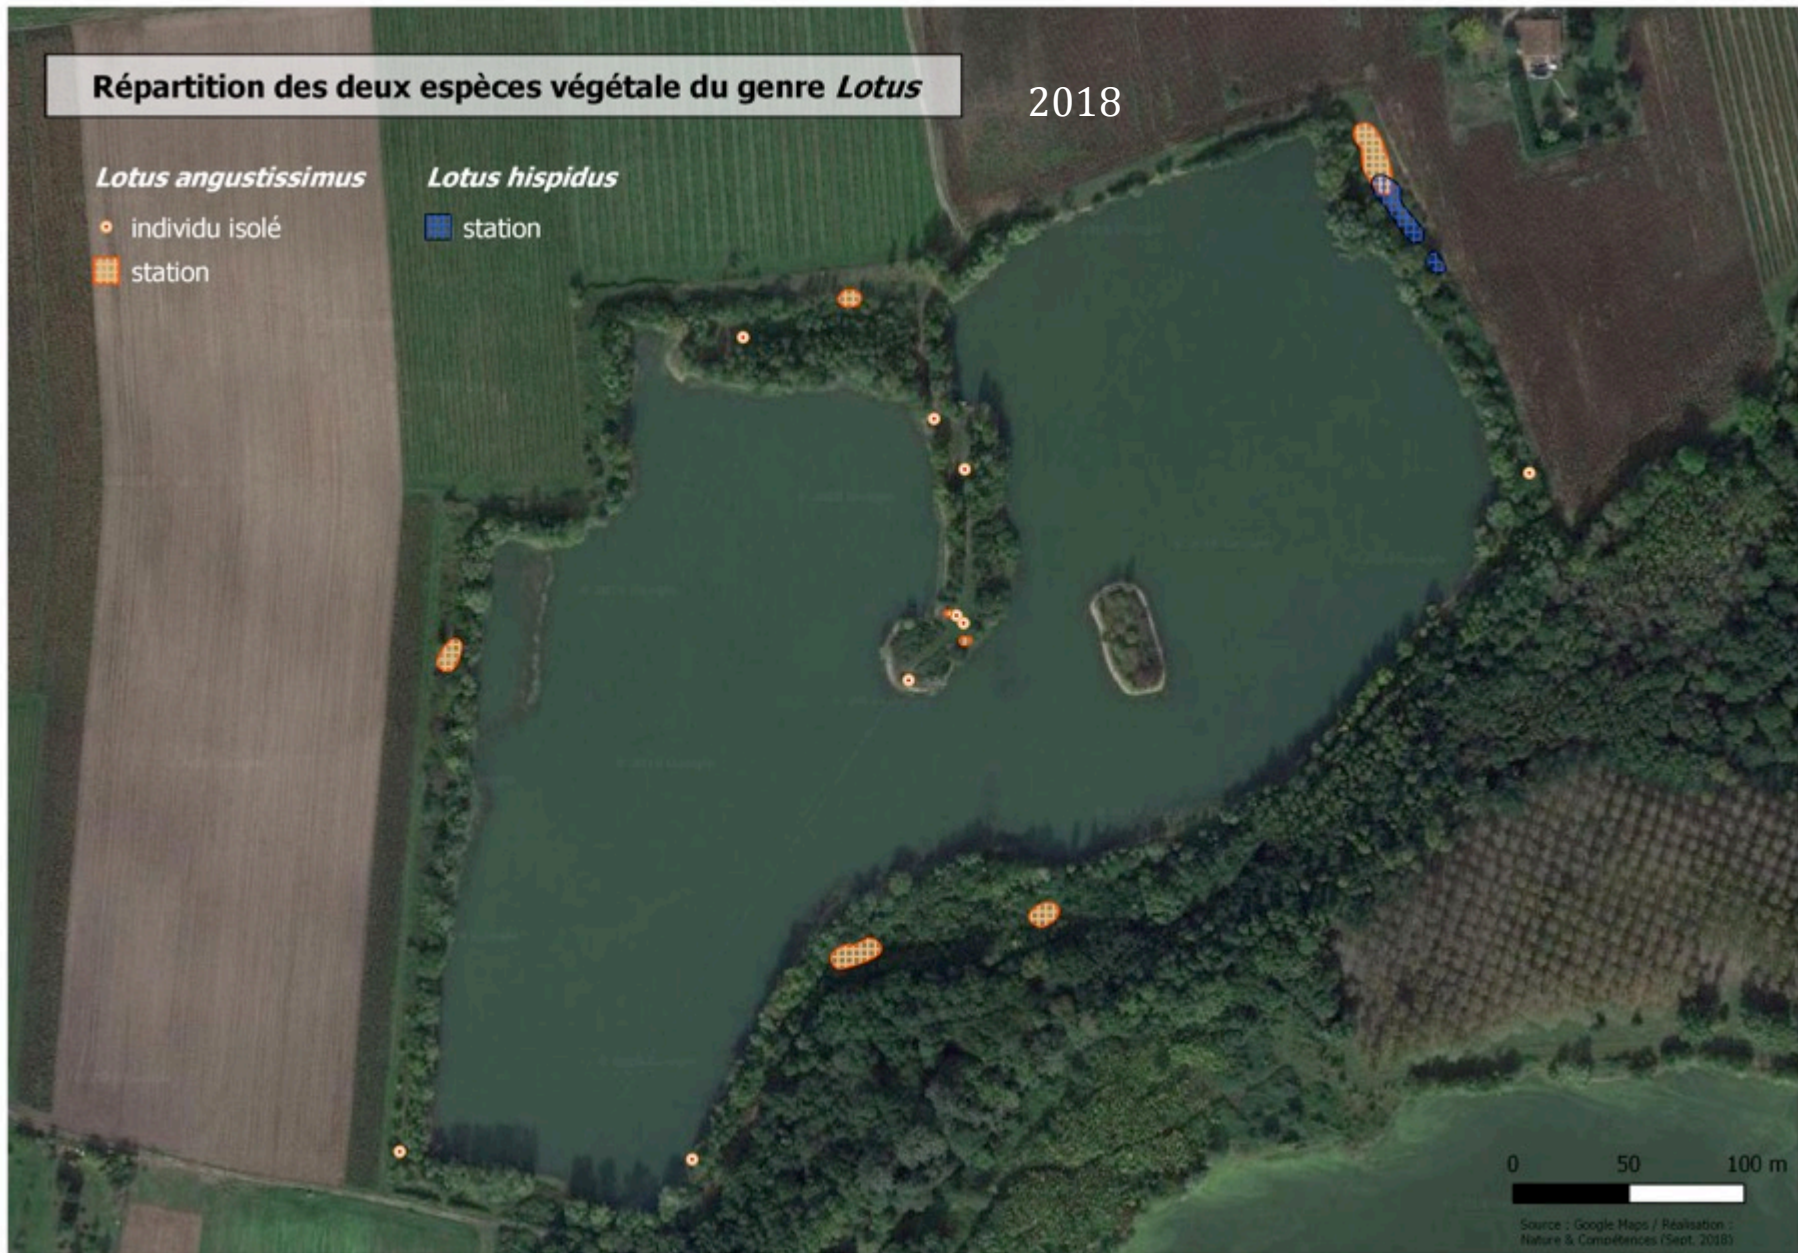 Répartition des deux espèces végétale du genre Lotus
2018
Lotus angustissimus
Lotus hispidus
individu isolé
station
station
0 50 100 m
Source : Google Maps / Réalisation :
Nature & Compétences (Sept. 2018)